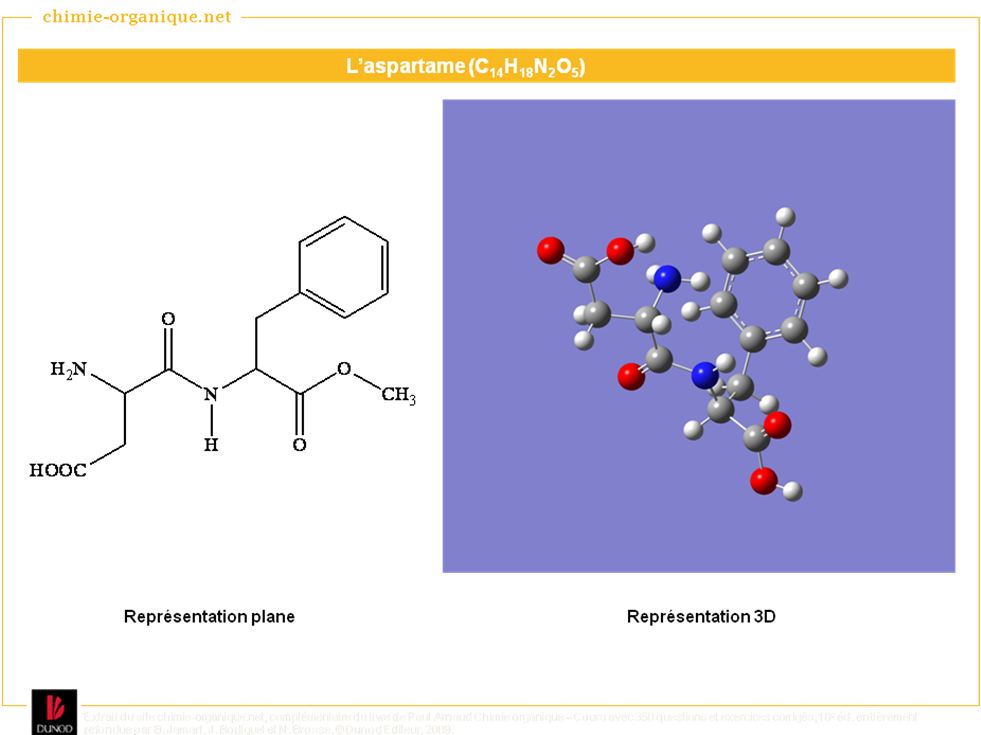 chimie-organique.net
L'aspartame (C14H18N2O5)
O
H2N
N
H
O
O
CH3
HOOC
Représentation plane
Représentation 3D
DUNOD
Extrait du site chimie-organique.net, complémentaire du livre de Paul Arnaud Chimie organique – Cours avec 350 questions et exercices corrigés, 18e éd. entièrement
refondue par B. Jamart, J. Bodiguel et N. Brosse, ©Dunod Editeur, 2009.